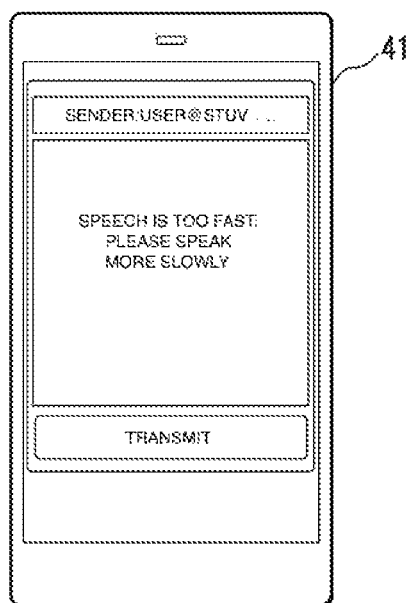 41
SENDER:USER@STUV ...
SPEECH IS TOO FAST.
PLEASE SPEAK
MORE SLOWLY
TRANSMIT